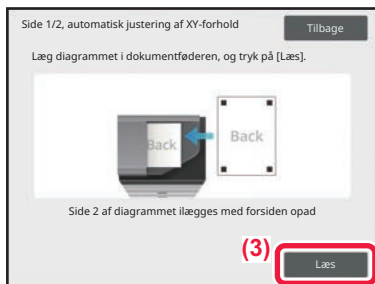 Side 1/2, automatisk justering af XY-forhold
Tilbage
Læg diagrammet i dokumentføderen, og tryk på [Læs].
Back
Back
Side 2 af diagrammet ilægges med forsiden opad
(3)
Læs